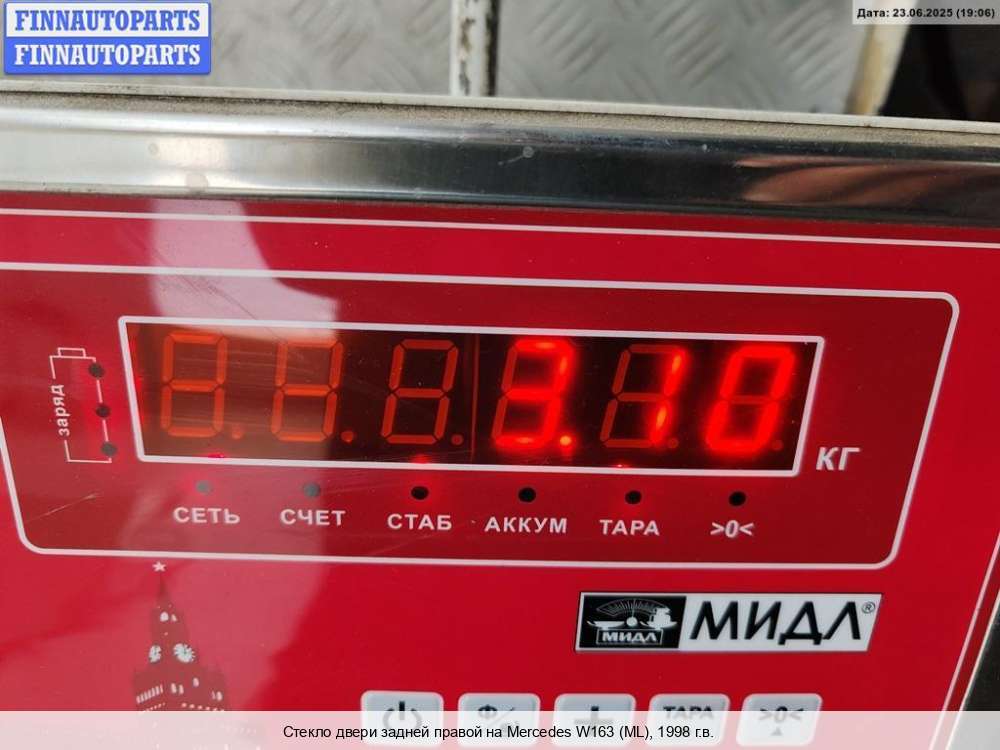 FINNAUTOPARTS
FINNAUTOPARTS
Дата: 23.06.2025 (19:06)
заряд
3.10
КГ
СЕТЬ СЧЕТ СТАБ АККУМ ТАРА >0<
МИДЛ МИДЛ®
ТАРА >0<
Стекло двери задней правой на Mercedes W163 (ML), 1998 г.в.